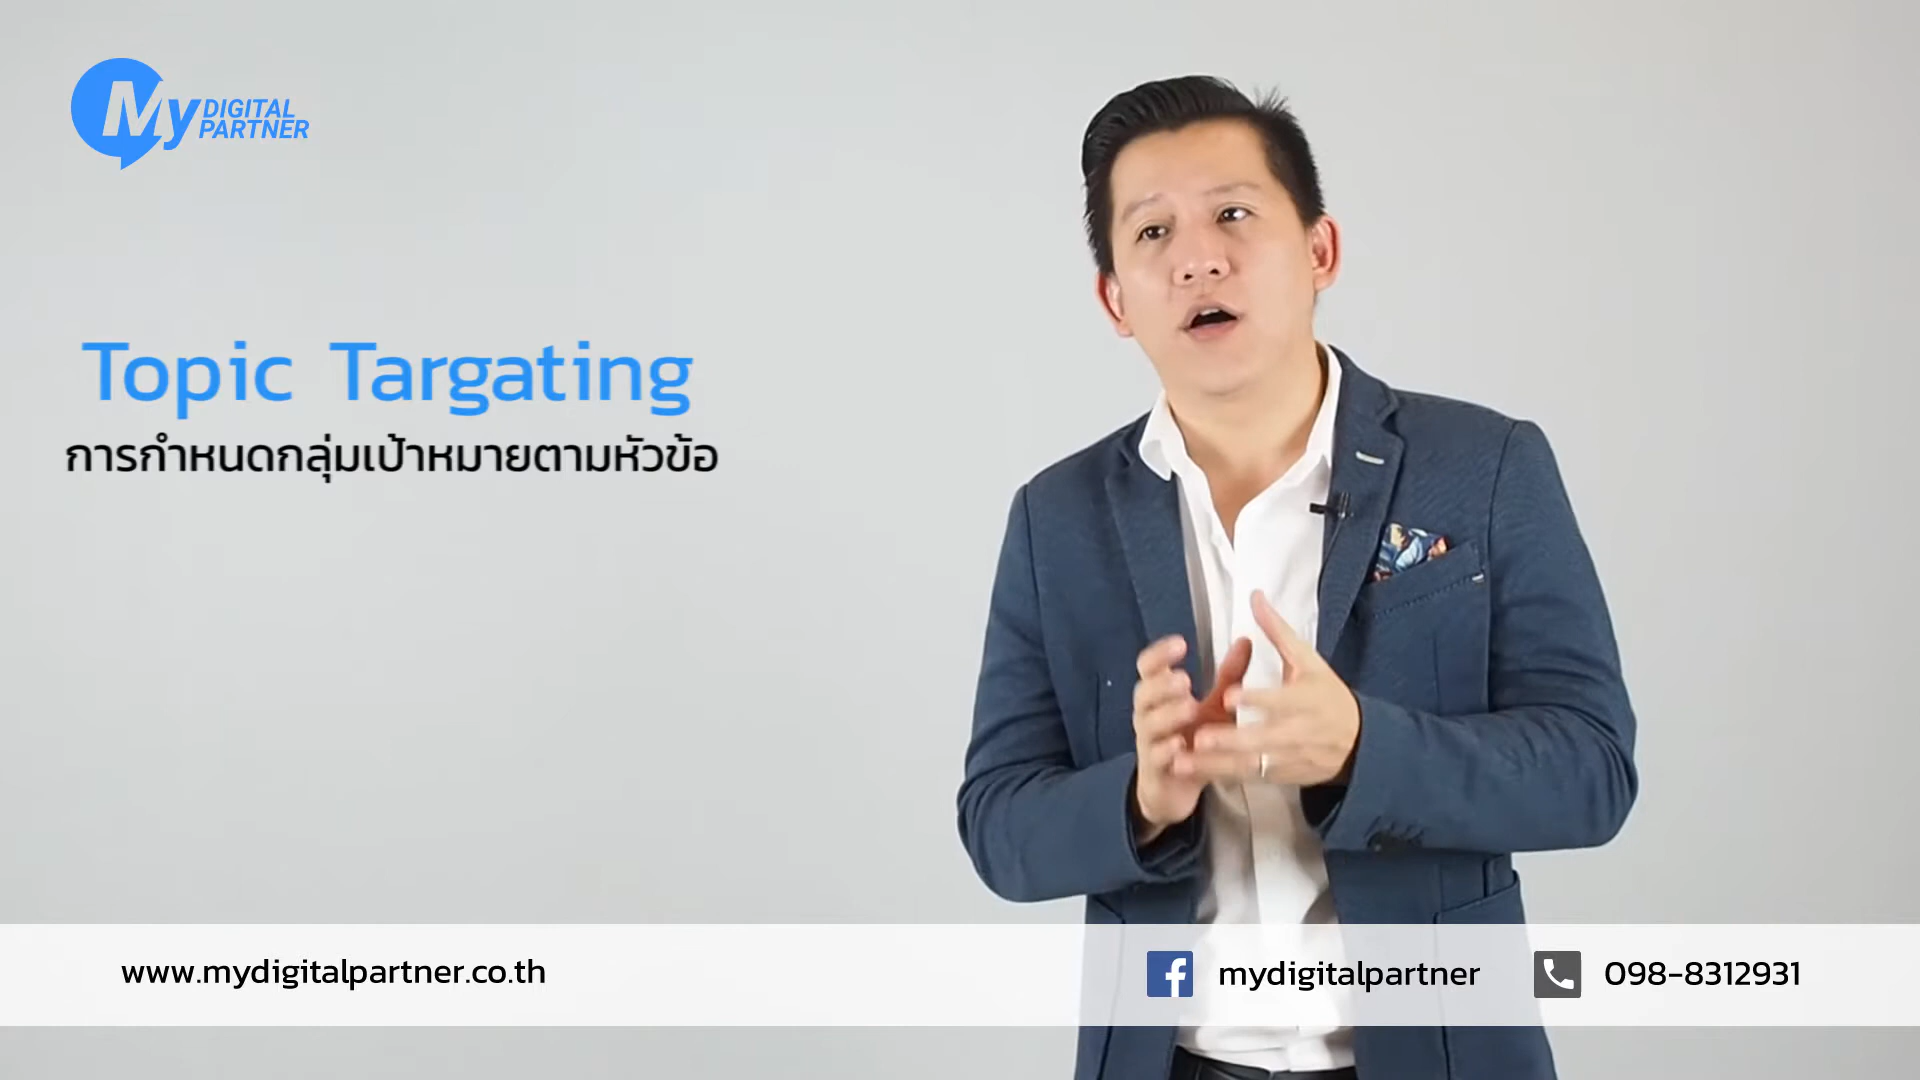 My DIGITAL
PARTNER
Topic Targating
การกำหนดกลุ่มเป้าหมายตามหัวข้อ
www.mydigitalpartner.co.th
mydigitalpartner
098-8312931